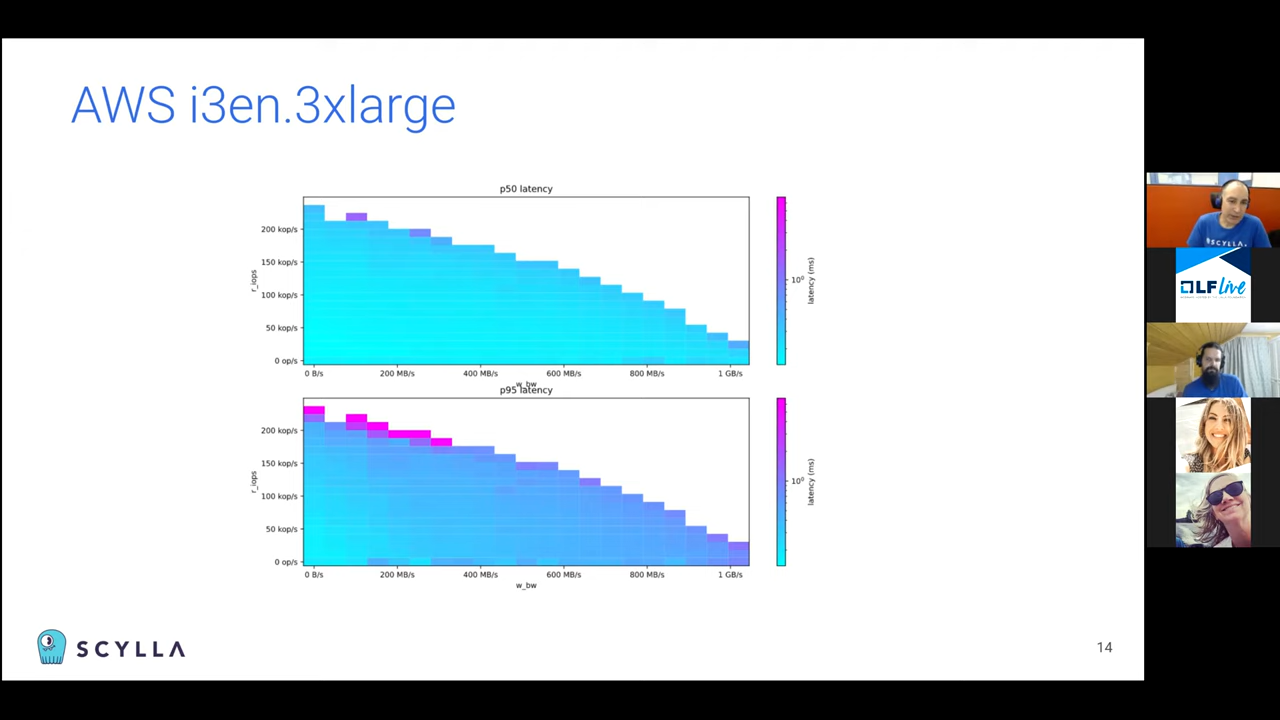 AWS i3en.3xlarge
p50 latency
200 kop/s
150 kop/s
100 kop/s
50 kop/s
0 op/s
r_iops
0 B/s
200 MB/s
400 MB/s
600 MB/s
800 MB/s
1 GB/s
w_bw
10⁰
latency (ms)
p95 latency
200 kop/s
150 kop/s
100 kop/s
50 kop/s
0 op/s
r_iops
0 B/s
200 MB/s
400 MB/s
600 MB/s
800 MB/s
1 GB/s
w_bw
10⁰
latency (ms)
SCYLLA
14
SCYLLA
LF Live